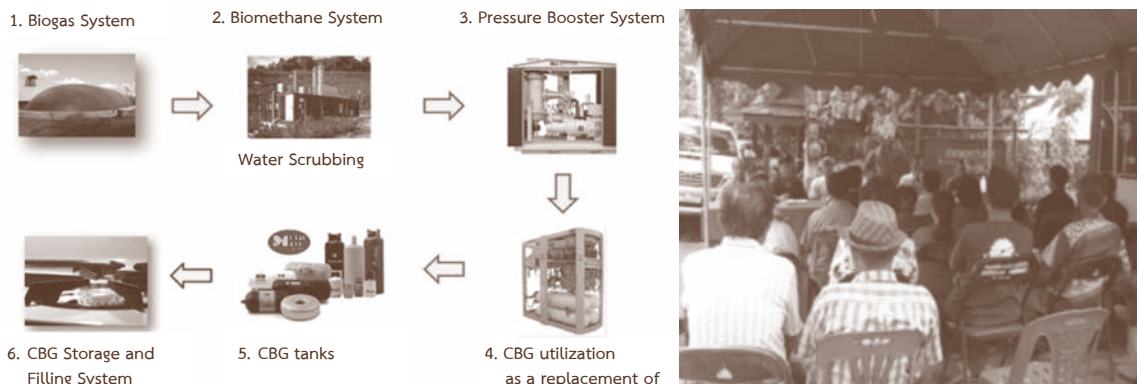 1. Biogas System
2. Biomethane System
3. Pressure Booster System
Water Scrubbing
6. CBG Storage and
Filling System
5. CBG tanks
4. CBG utilization
as a replacement of